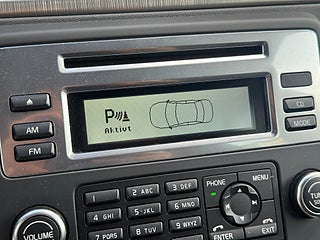 P
Aktivt
CD
MODE
AM
FM
VOLUME
1
2 ABC
3 DEF
4 GHI
5 JKL
6 MNO
7 PQRS
8 TUV
9 WXYZ
0
PHONE
MENU
ENTER
EXIT